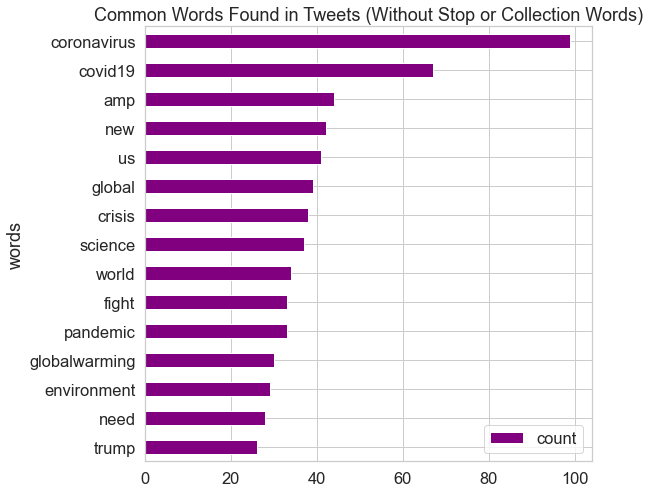 Common Words Found in Tweets (Without Stop or Collection Words)
words
coronavirus
covid19
amp
new
us
global
crisis
science
world
fight
pandemic
globalwarming
environment
need
trump
count
0 20 40 60 80 100